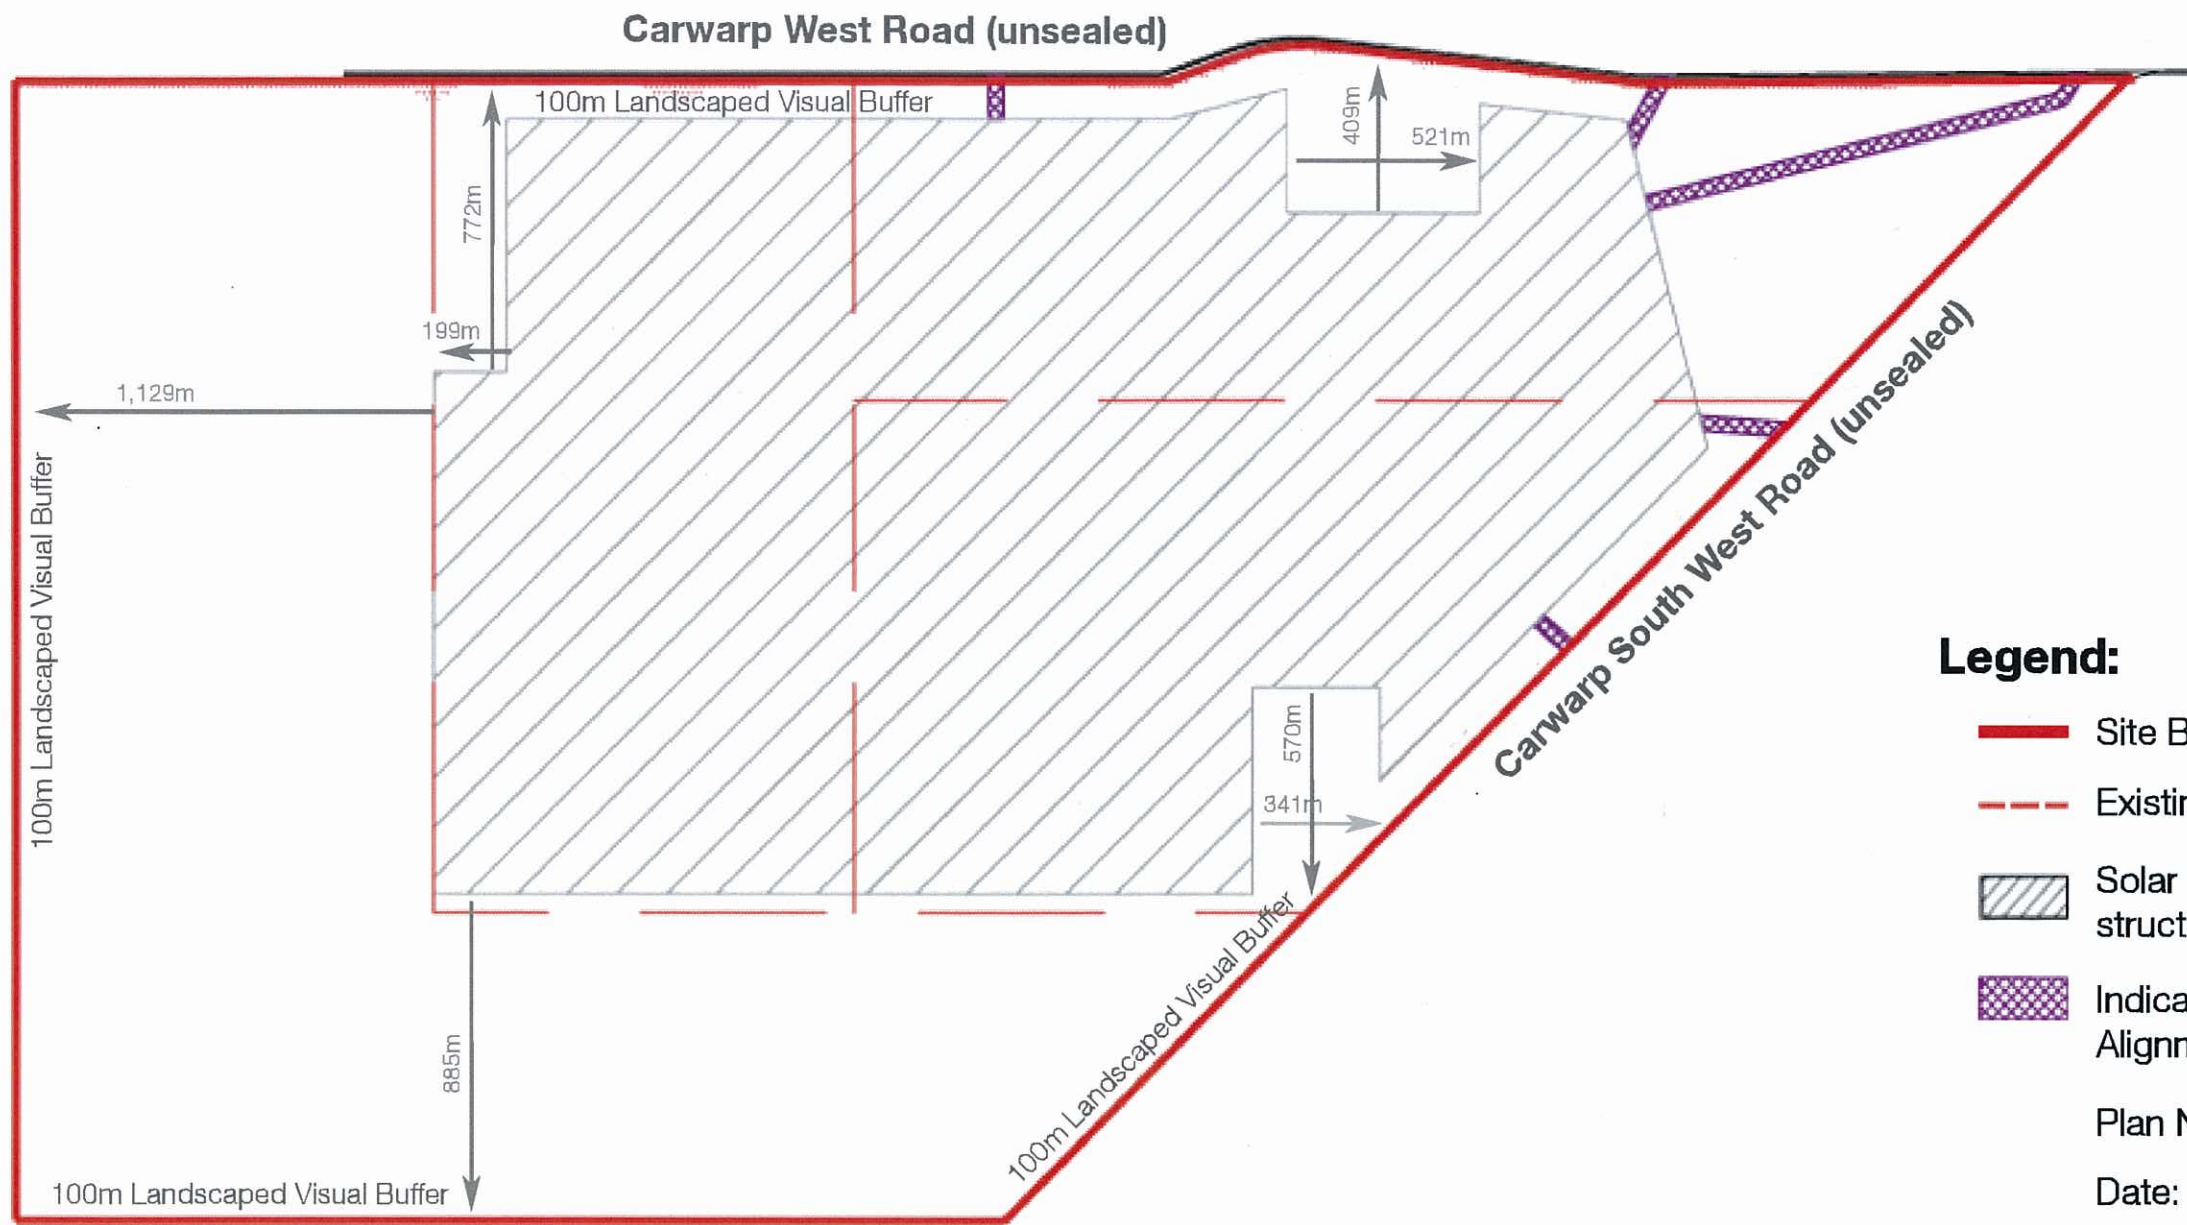 Carwarp West Road (unsealed)
100m Landscaped Visual Buffer
409m
521m
772m
199m
1,129m
100m Landscaped Visual Buffer
Carwarp South West Road (unsealed)
570m
341m
885m
100m Landscaped Visual Buffer
100m Landscaped Visual Buffer
Legend:
Site B
Existin
Solar
struct
Indica
Alignm
Plan N
Date: